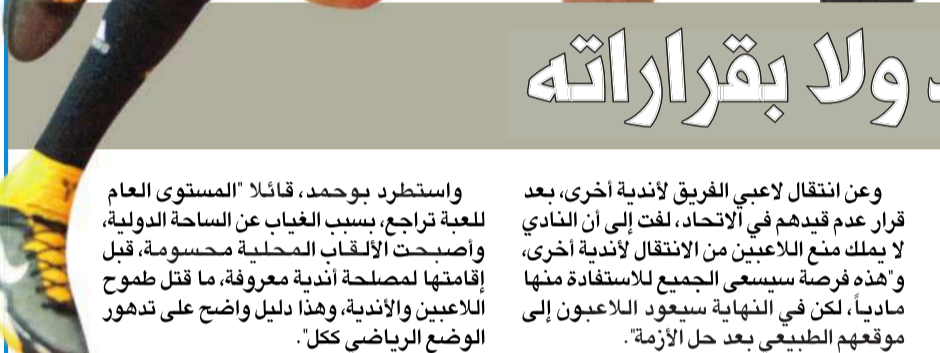 ولا بقراراته
وعن انتقال لاعبي الفريق لأندية أخرى، بعد
قرار عدم قيدهم في الاتحاد، لفت إلى أن النادي
لا يملك منع اللاعبين من الانتقال لأندية أخرى،
و"هذه فرصة سيسعى الجميع للاستفادة منها
مادياً، لكن في النهاية سيعود اللاعبون إلى
موقعهم الطبيعي بعد حل الأزمة".
واستطرد بوحمد، قائلا "المستوى العام
للعبة تراجع، بسبب الغياب عن الساحة الدولية،
وأصبحت الألقاب المحلية محسومة، قبل
إقامتها لمصلحة أندية معروفة، ما قتل طموح
اللاعبين والأندية، وهذا دليل واضح على تدهور
الوضع الرياضي ككل".